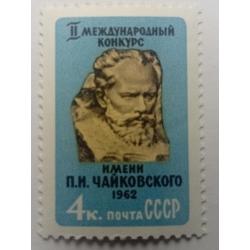 II МЕЖДУНАРОДНЫЙ
КОНКУРС
ИМЕНИ
П.И. ЧАЙКОВСКОГО
1962
4к. ПОЧТА СССР